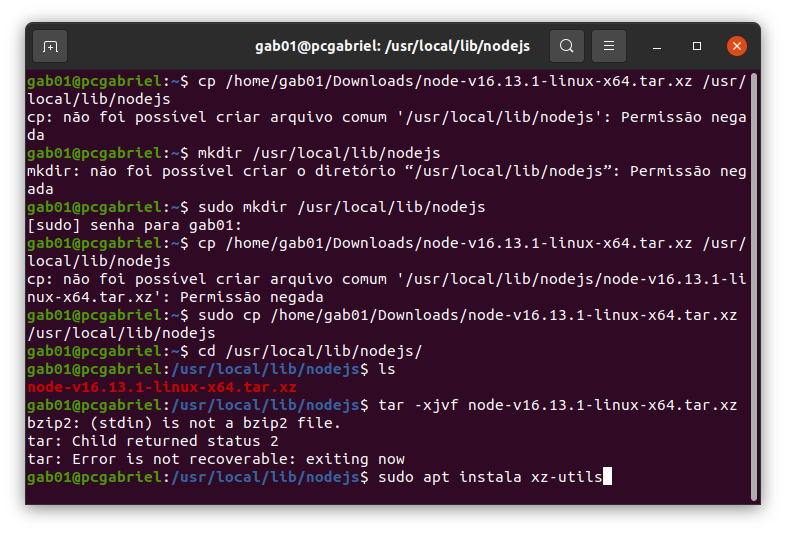 gab01@pcgabriel: /usr/local/lib/nodejs
gab01@pcgabriel:~$ cp /home/gab01/Downloads/node-v16.13.1-linux-x64.tar.xz /usr/
local/lib/nodejs
cp: não foi possível criar arquivo comum '/usr/local/lib/nodejs': Permissão nega
da
gab01@pcgabriel:~$ mkdir /usr/local/lib/nodejs
mkdir: não foi possível criar o diretório “/usr/local/lib/nodejs”: Permissão neg
ada
gab01@pcgabriel:~$ sudo mkdir /usr/local/lib/nodejs
[sudo] senha para gab01:
gab01@pcgabriel:~$ cp /home/gab01/Downloads/node-v16.13.1-linux-x64.tar.xz /usr/
local/lib/nodejs
cp: não foi possível criar arquivo comum '/usr/local/lib/nodejs/node-v16.13.1-li
nux-x64.tar.xz': Permissão negada
gab01@pcgabriel:~$ sudo cp /home/gab01/Downloads/node-v16.13.1-linux-x64.tar.xz
/usr/local/lib/nodejs
gab01@pcgabriel:~$ cd /usr/local/lib/nodejs/
gab01@pcgabriel:/usr/local/lib/nodejs$ ls
node-v16.13.1-linux-x64.tar.xz
gab01@pcgabriel:/usr/local/lib/nodejs$ tar -xjvf node-v16.13.1-linux-x64.tar.xz
bzip2: (stdin) is not a bzip2 file.
tar: Child returned status 2
tar: Error is not recoverable: exiting now
gab01@pcgabriel:/usr/local/lib/nodejs$ sudo apt instala xz-utils